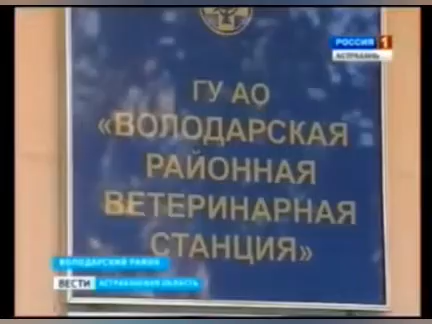 РОССИЯ 1
АСТРАХАНЬ
ГУ АО
«ВОЛОДАРСКАЯ
РАЙОННАЯ
ВЕТЕРИНАРНАЯ
СТАНЦИЯ»
ВОЛОДАРСКИЙ РАЙОН
ВЕСТИ АСТРАХАНСКАЯ ОБЛАСТЬ